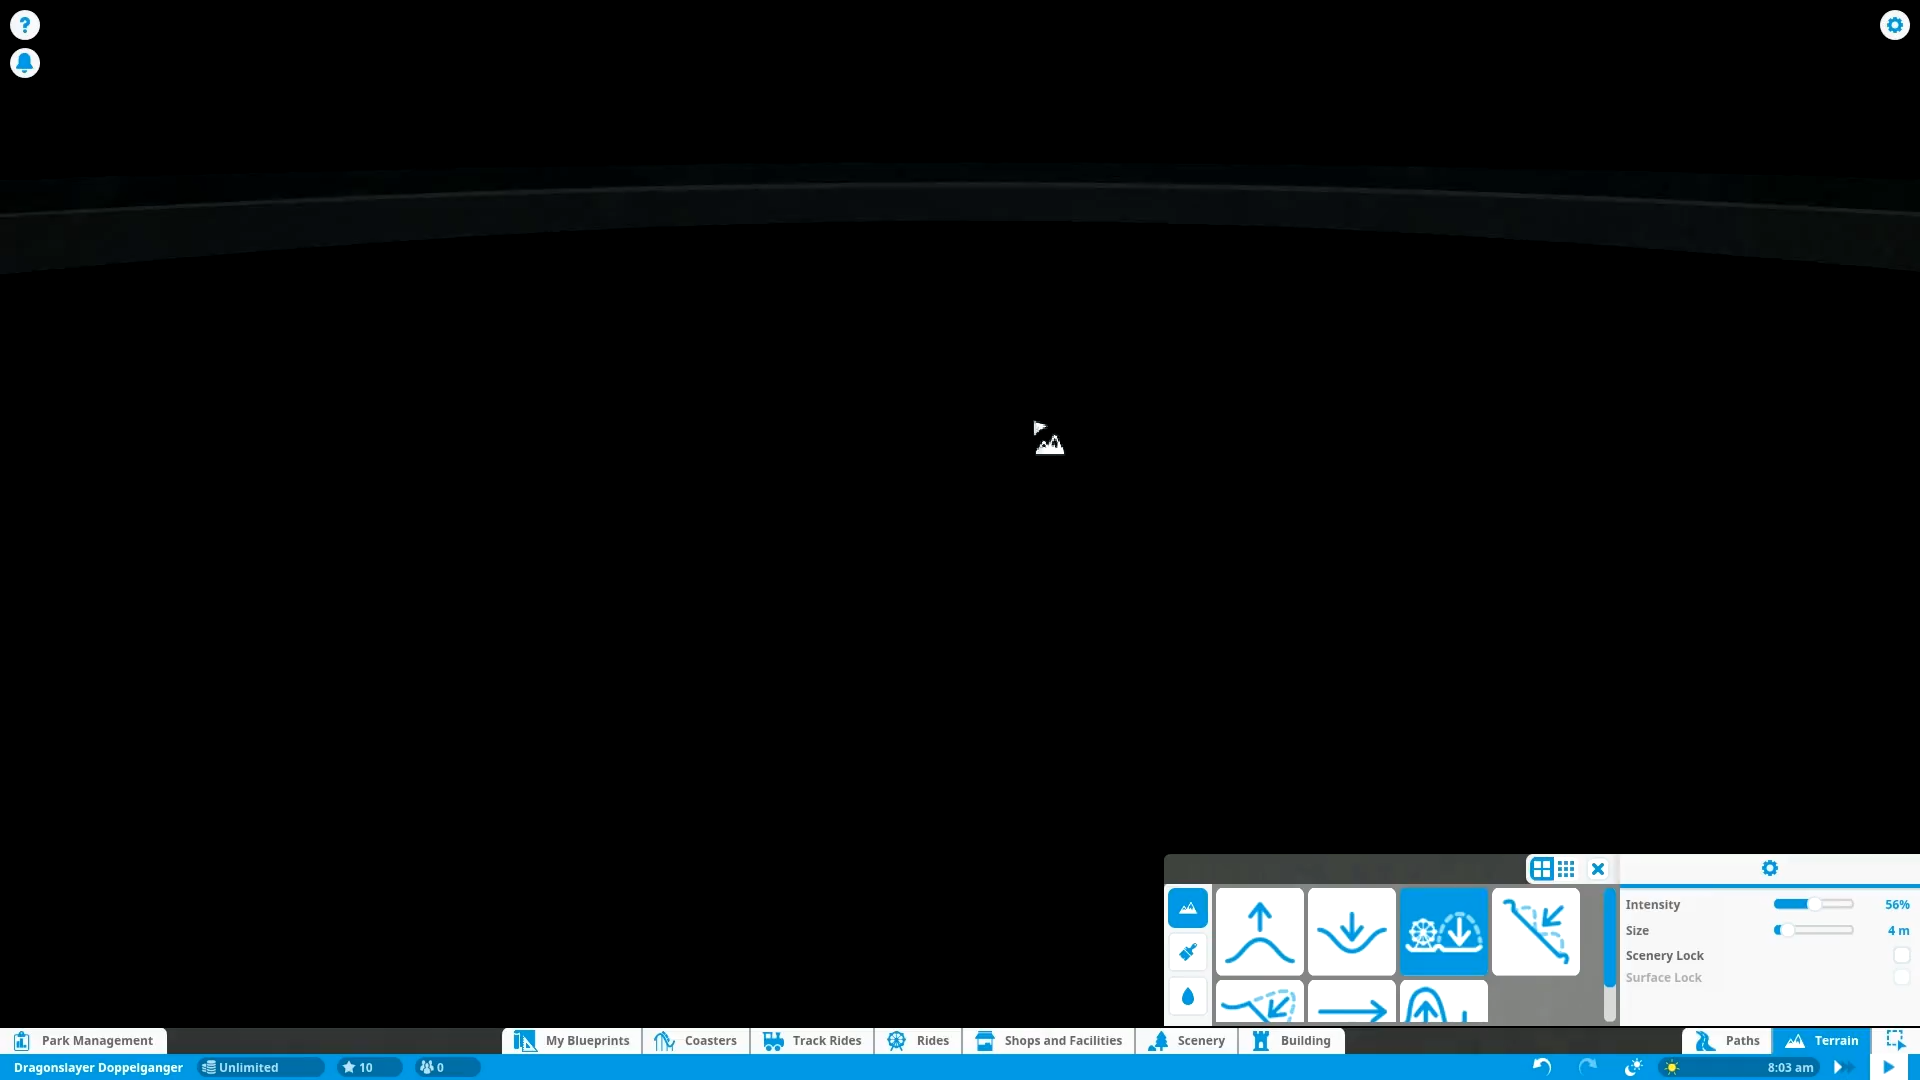 ?
Intensity 56%
Size 4 m
Scenery Lock
Surface Lock
Park Management
My Blueprints
Coasters
Track Rides
Rides
Shops and Facilities
Scenery
Building
Paths
Terrain
Dragonslayer Doppelganger
Unlimited
10
0
8:03 am